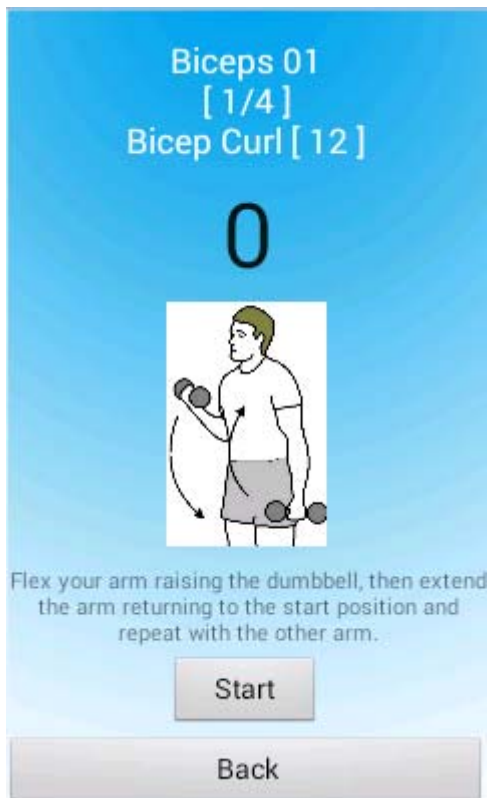 Biceps 01
[ 1/4 ]
Bicep Curl [ 12 ]
0
Flex your arm raising the dumbbell, then extend
the arm returning to the start position and
repeat with the other arm.
Start
Back